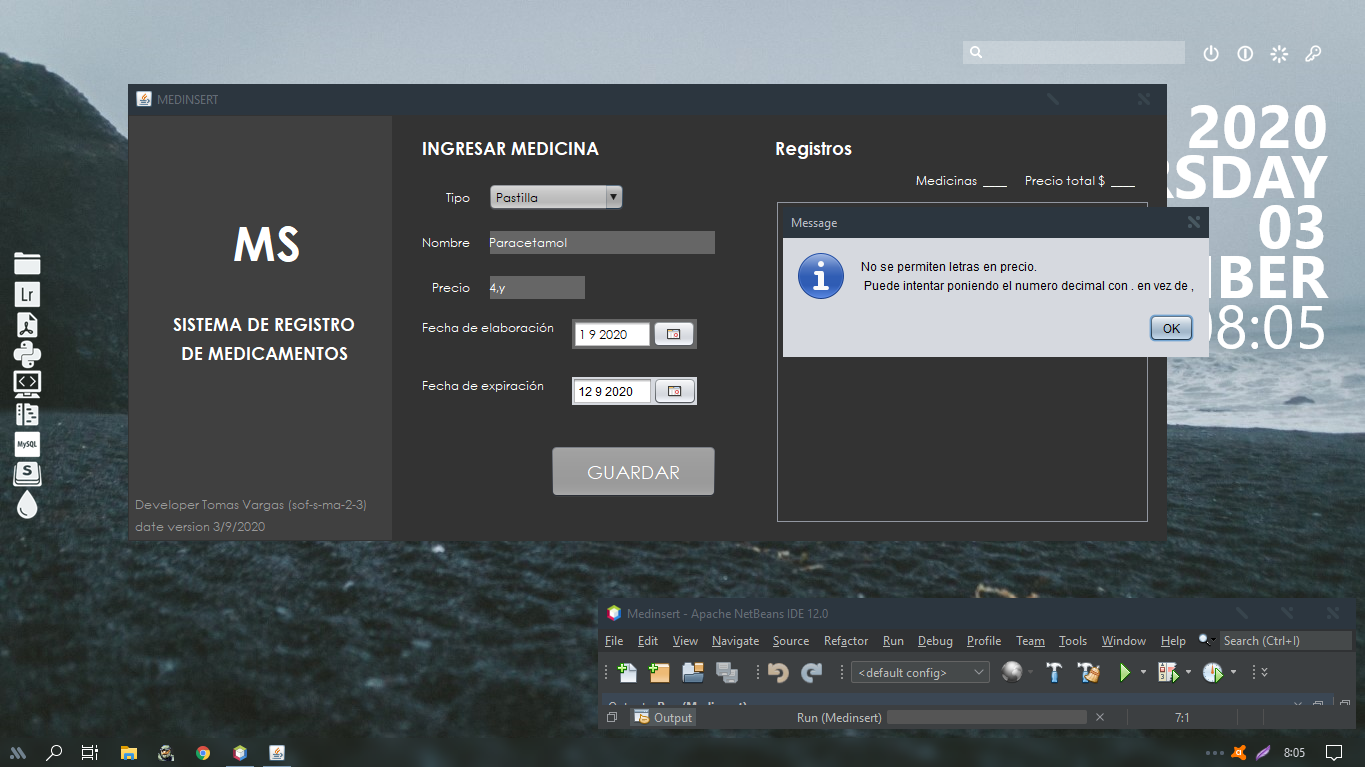 MEDINSERT
2020
RSDAY
03
MBER
08:05
MS
SISTEMA DE REGISTRO
DE MEDICAMENTOS
Developer Tomas Vargas (sof-s-ma-2-3)
date version 3/9/2020
INGRESAR MEDICINA
Tipo Pastilla
Nombre Paracetamol
Precio 4,y
Fecha de elaboración 1 9 2020
Fecha de expiración 12 9 2020
GUARDAR
Registros
Medicinas ___ Precio total $ ___
Message
No se permiten letras en precio.
Puede intentar poniendo el numero decimal con . en vez de ,
OK
Lr
MySQL
S
Medinsert - Apache NetBeans IDE 12.0
File Edit View Navigate Source Refactor Run Debug Profile Team Tools Window Help Search (Ctrl+I)
<default config>
Output Run (Medinsert) 7:1
8:05